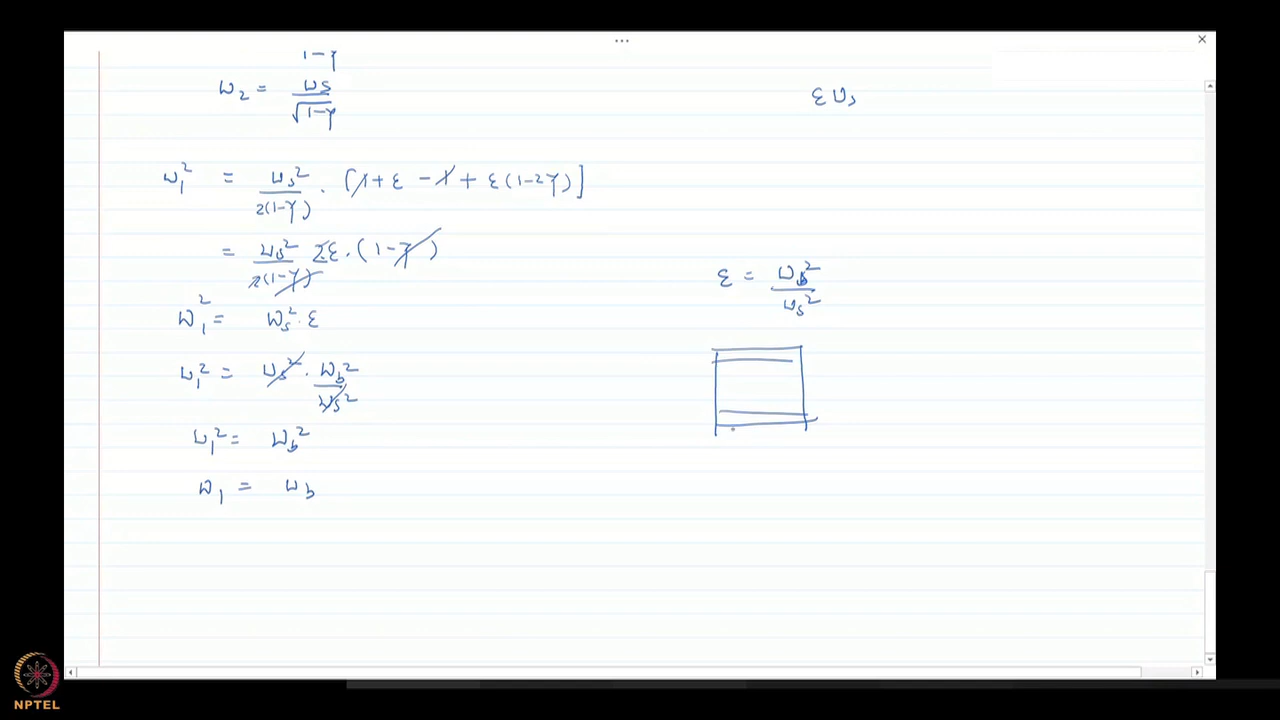 1-γ
ω₂ = ωs / √1-γ
εωs
ω₁² = ωs² / 2(1-γ) · [1+ε - 1 + ε(1-2γ)]
= ωs² / 2(1-γ) 2ε · (1-γ)
ε = ωb² / ωs²
ω₁² = ωs² · ε
ω₁² = ωs² · ωb² / ωs²
ω₁² = ωb²
ω₁ = ωb
NPTEL